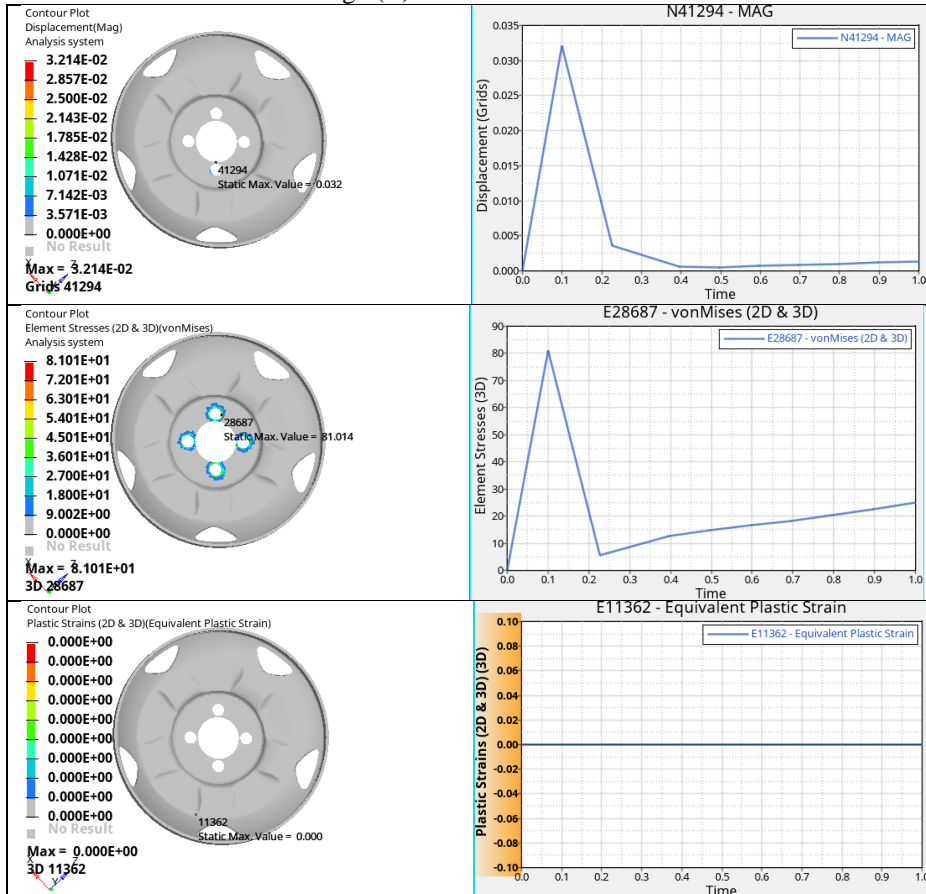 Contour Plot
Displacement(Mag)
Analysis system
3.214E-02
2.857E-02
2.500E-02
2.143E-02
1.785E-02
1.428E-02
1.071E-02
7.142E-03
3.571E-03
0.000E+00
No Result
Max = 3.214E-02
Grids 41294
X Z
41294
Static Max. Value = 0.032
N41294 - MAG
N41294 - MAG
Displacement (Grids)
0.035
0.030
0.025
0.020
0.015
0.010
0.005
0.000
0.0 0.1 0.2 0.3 0.4 0.5 0.6 0.7 0.8 0.9 1.0
Time
Contour Plot
Element Stresses (2D & 3D)(vonMises)
Analysis system
8.101E+01
7.201E+01
6.301E+01
5.401E+01
4.501E+01
3.601E+01
2.700E+01
1.800E+01
9.002E+00
0.000E+00
No Result
Max = 8.101E+01
3D 28687
X Z
28687
Static Max. Value = 81.014
E28687 - vonMises (2D & 3D)
E28687 - vonMises (2D & 3D)
Element Stresses (3D)
90
80
70
60
50
40
30
20
10
0
0.0 0.1 0.2 0.3 0.4 0.5 0.6 0.7 0.8 0.9 1.0
Time
Contour Plot
Plastic Strains (2D & 3D)(Equivalent Plastic Strain)
0.000E+00
0.000E+00
0.000E+00
0.000E+00
0.000E+00
0.000E+00
0.000E+00
0.000E+00
0.000E+00
0.000E+00
No Result
Max = 0.000E+00
3D 11362
X Z
Y
11362
Static Max. Value = 0.000
E11362 - Equivalent Plastic Strain
E11362 - Equivalent Plastic Strain
Plastic Strains (2D & 3D) (3D)
0.10
0.08
0.06
0.04
0.02
0.00
-0.02
-0.04
-0.06
-0.08
-0.10
0.0 0.1 0.2 0.3 0.4 0.5 0.6 0.7 0.8 0.9 1.0
Time